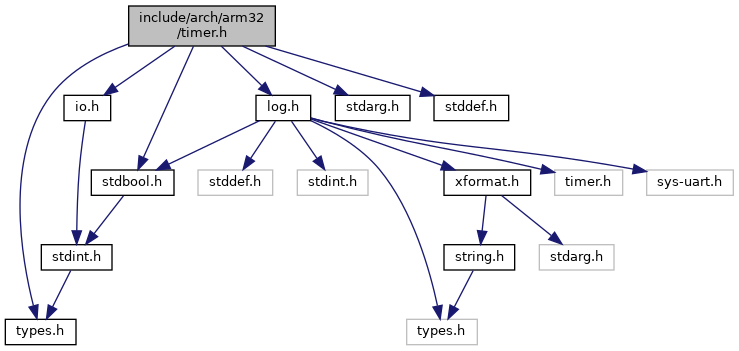 include/arch/arm32
/timer.h
io.h
log.h
stdarg.h
stddef.h
stdbool.h
stddef.h
stdint.h
xformat.h
timer.h
sys-uart.h
stdint.h
string.h
stdarg.h
types.h
types.h